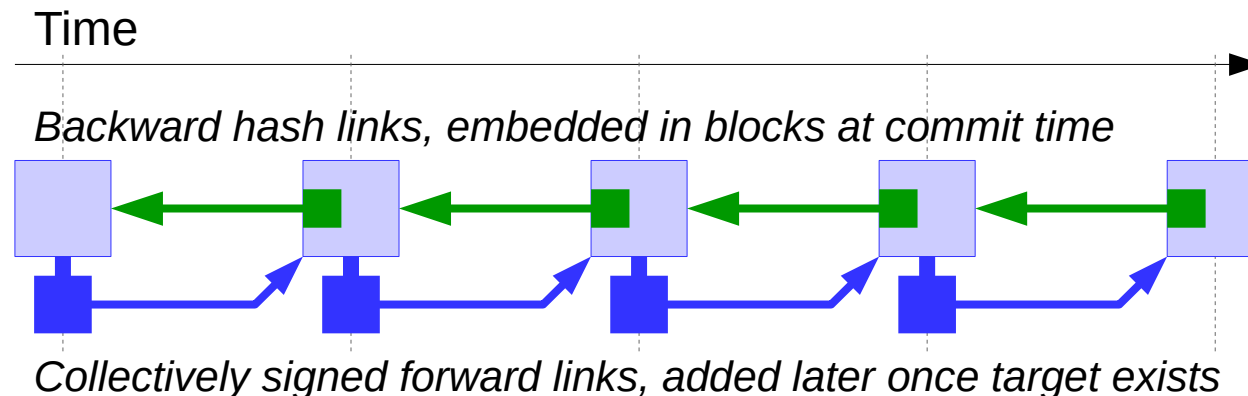 Time
Backward hash links, embedded in blocks at commit time
Collectively signed forward links, added later once target exists